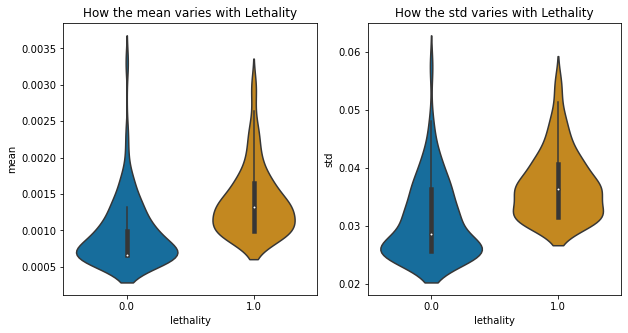 How the mean varies with Lethality
mean
0.0035
0.0030
0.0025
0.0020
0.0015
0.0010
0.0005
0.0
1.0
lethality
How the std varies with Lethality
std
0.06
0.05
0.04
0.03
0.02
0.0
1.0
lethality